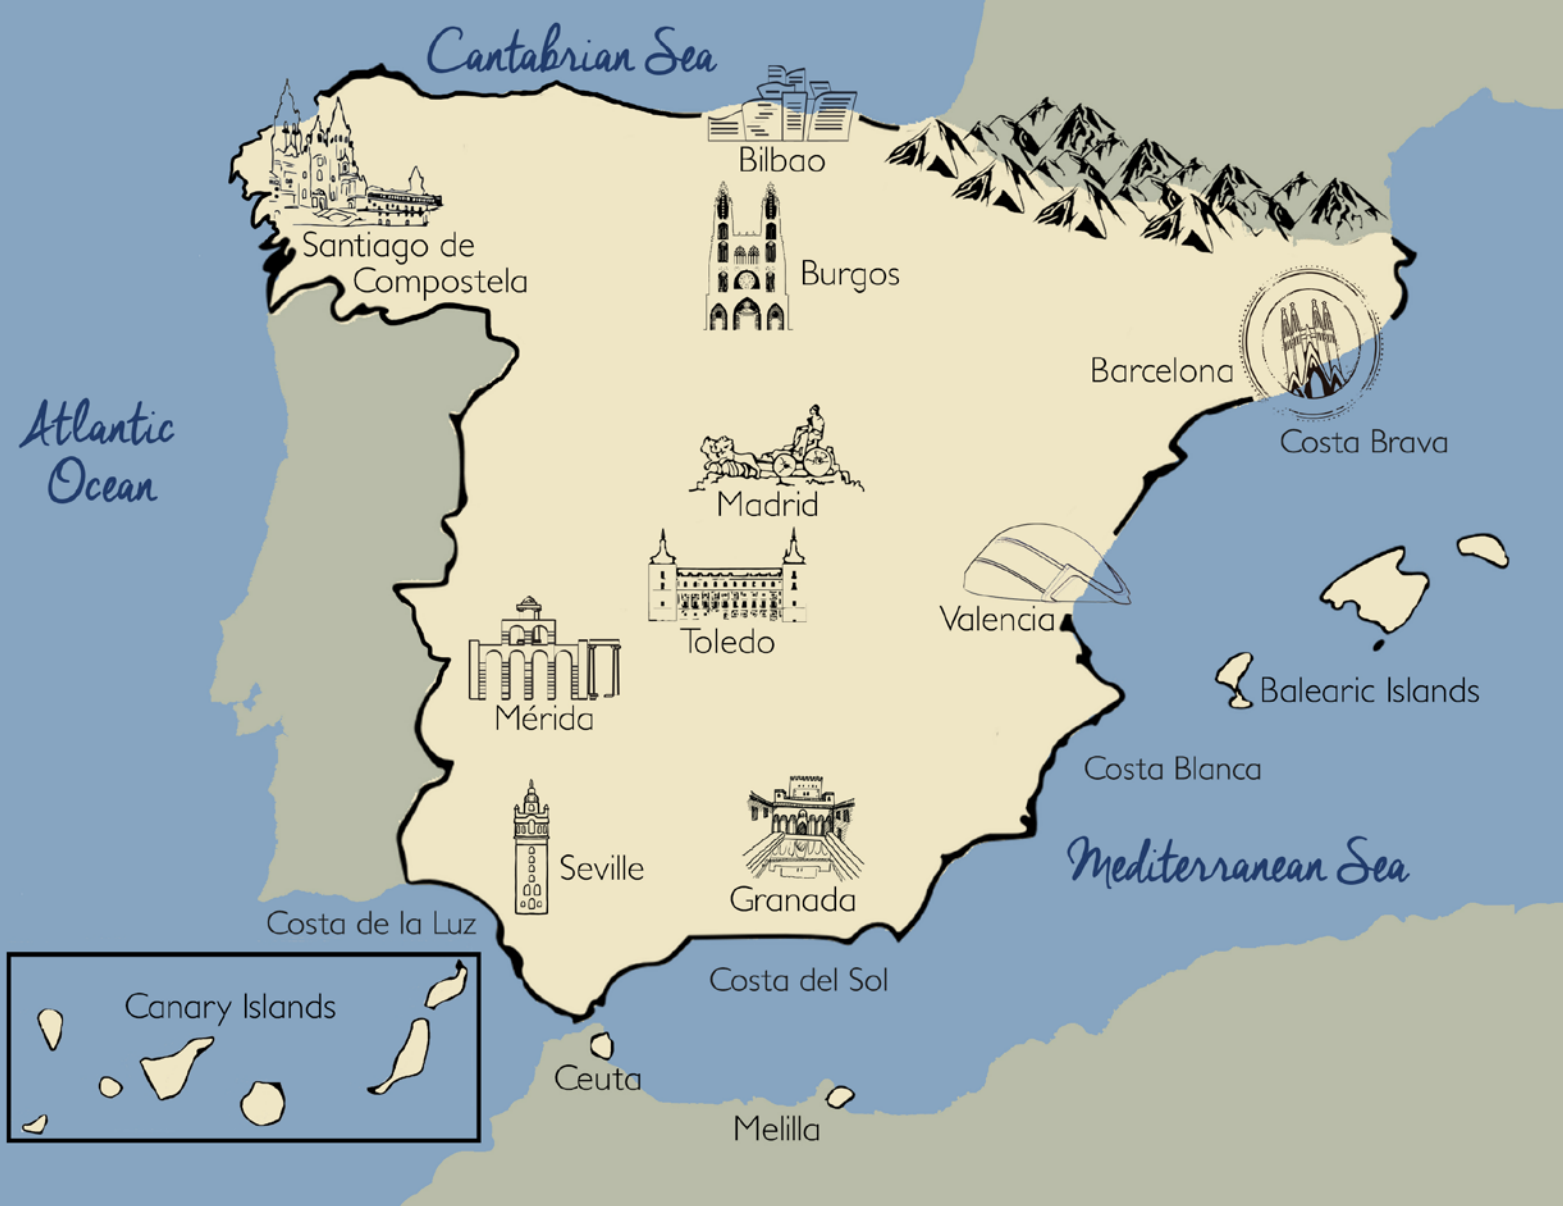 Cantabrian Sea
Bilbao
Santiago de
Compostela
Burgos
Barcelona
Atlantic
Ocean
Costa Brava
Madrid
Valencia
Toledo
Balearic Islands
Mérida
Costa Blanca
Mediterranean Sea
Seville
Granada
Costa de la Luz
Costa del Sol
Canary Islands
Ceuta
Melilla